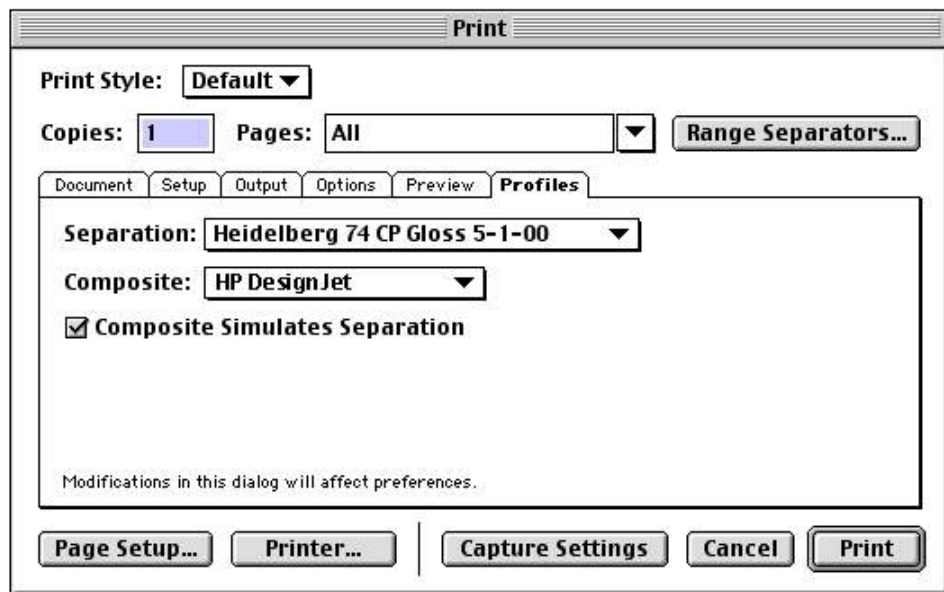 Print
Print Style: Default
Copies: 1 Pages: All Range Separators...
Document Setup Output Options Preview Profiles
Separation: Heidelberg 74 CP Gloss 5-1-00
Composite: HP DesignJet
Composite Simulates Separation
Modifications in this dialog will affect preferences.
Page Setup... Printer... Capture Settings Cancel Print